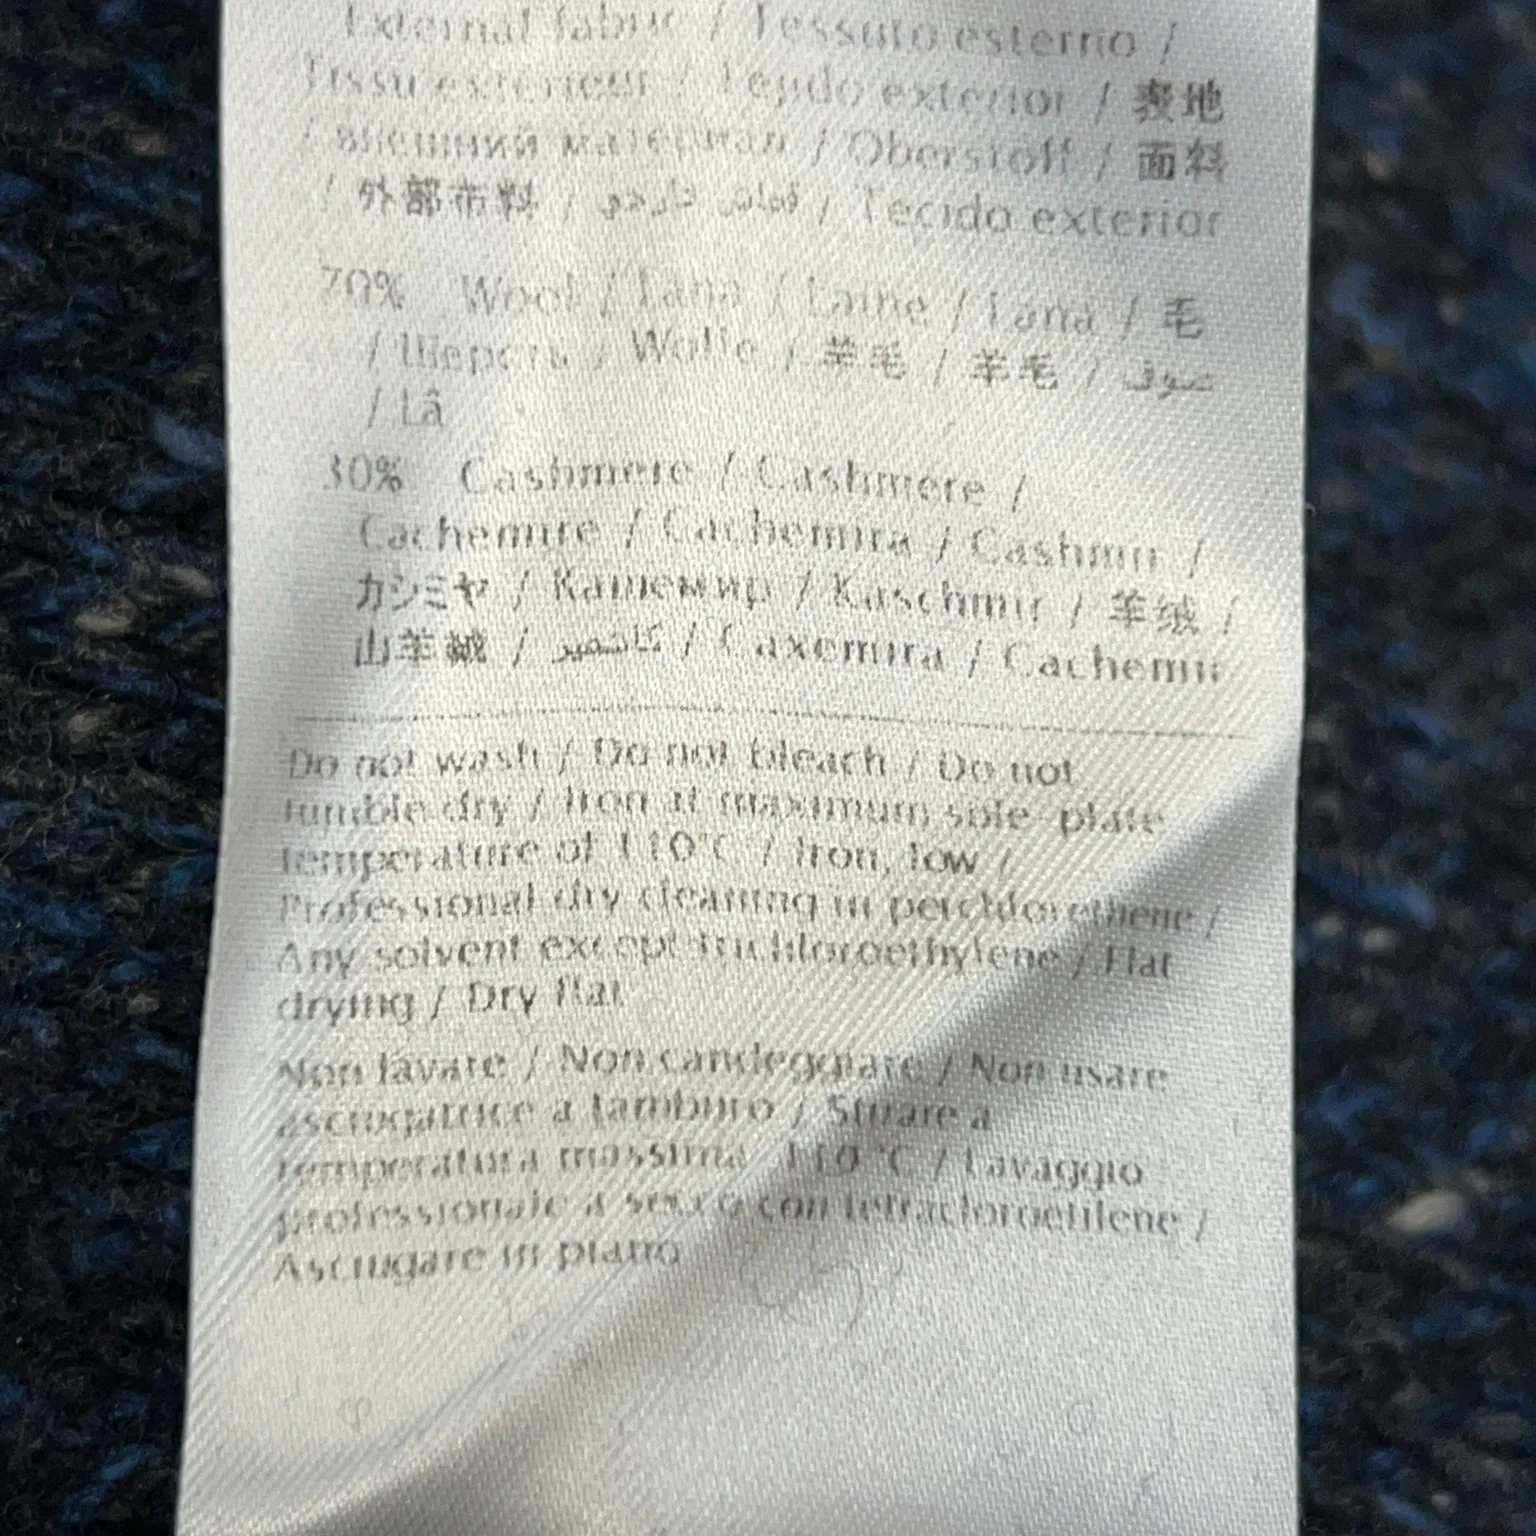 External fabric / Tessuto esterno /
Tissu extérieur / Tejido exterior / 表地
/ внешний материал / Oberstoff / 面料
/ 外部布料 / قماش خارجي / Tecido exterior
70% Wool / Lana / Laine / Lana / 毛
/ Шерсть / Wolle / 羊毛 / 羊毛 / صوف
/ Lã
30% Cashmere / Cashmere /
Cachemire / Cachemira / Cashmir /
カシミヤ / Кашемир / Kaschmir / 羊绒 /
山羊絨 / كاشمير / Caxemira / Cachemir
Do not wash / Do not bleach / Do not
tumble dry / Iron at maximum sole-plate
temperature of 110°C / Iron, low /
Professional dry cleaning in perchlorethene /
Any solvent except trichloroethylene / Flat
drying / Dry flat
Non lavare / Non candeggiare / Non usare
asciugatrice a tamburo / Stirare a
temperatura massima 110 °C / Lavaggio
professionale a secco con tetracloroetilene /
Asciugare in piano